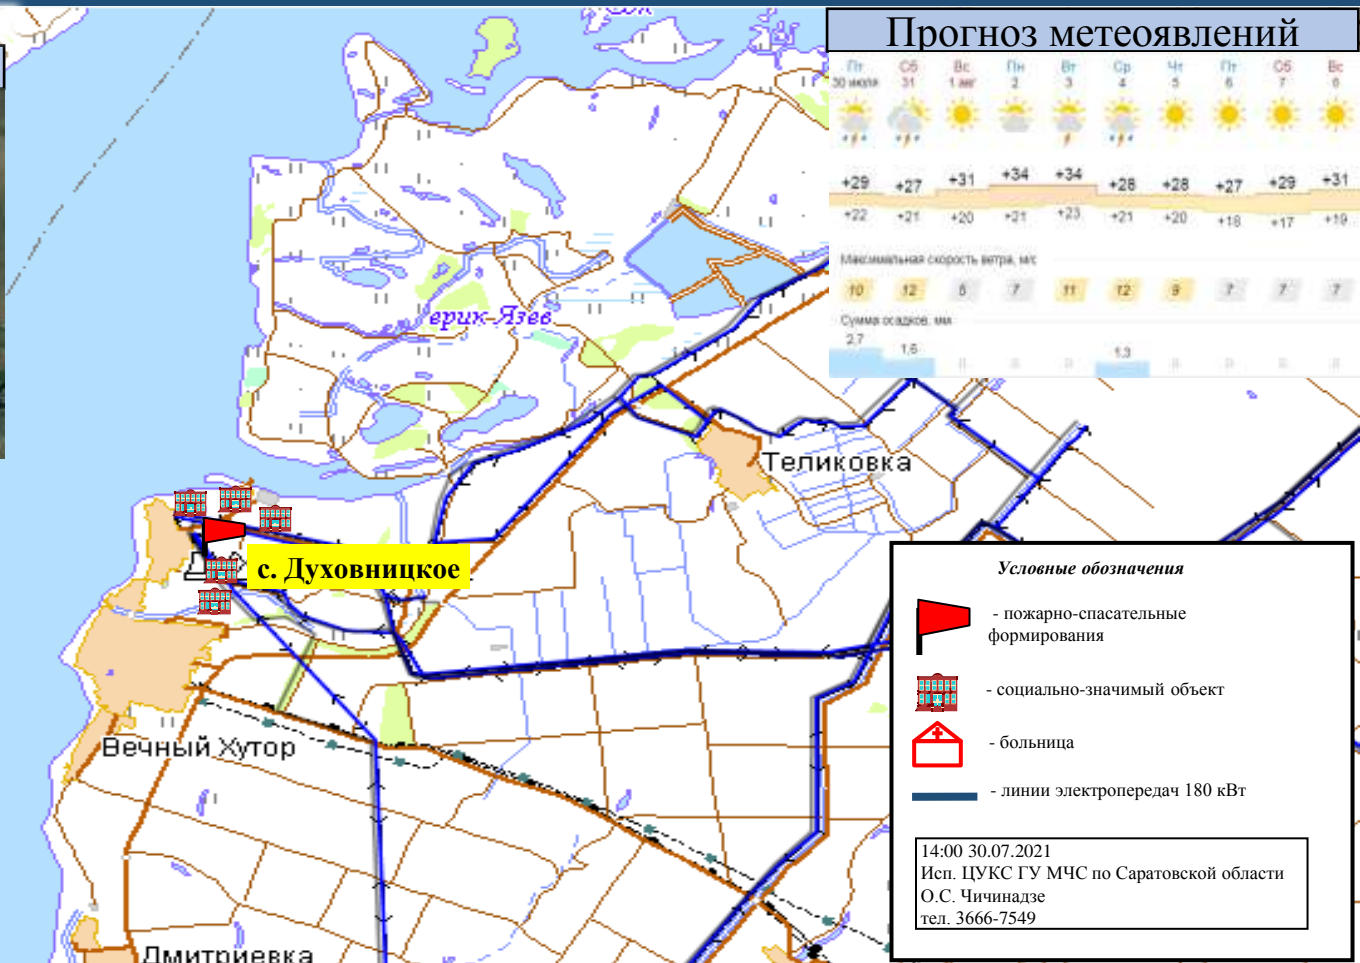 Прогноз метеоявлений
Пт Сб Вс Пн Вт Ср Чт Пт Сб Вс
30 июля 31 1 авг 2 3 4 5 6 7
+29 +27 +31 +34 +34 +28 +28 +27 +29 +31
+22 +21 +20 +21 +23 +21 +20 +18 +17 +19
Максимальная скорость ветра, м/с
10 12 7 11 12 9 7 7 7
Сумма осадков, мм
2,7 1,6 1,3
ерик Язёв
Теликовка
с. Духовницкое
Вечный Хутор
Дмитриевка
Условные обозначения
- пожарно-спасательные
формирования
- социально-значимый объект
- больница
- линии электропередач 180 кВт
14:00 30.07.2021
Исп. ЦУКС ГУ МЧС по Саратовской области
О.С. Чичинадзе
тел. 3666-7549